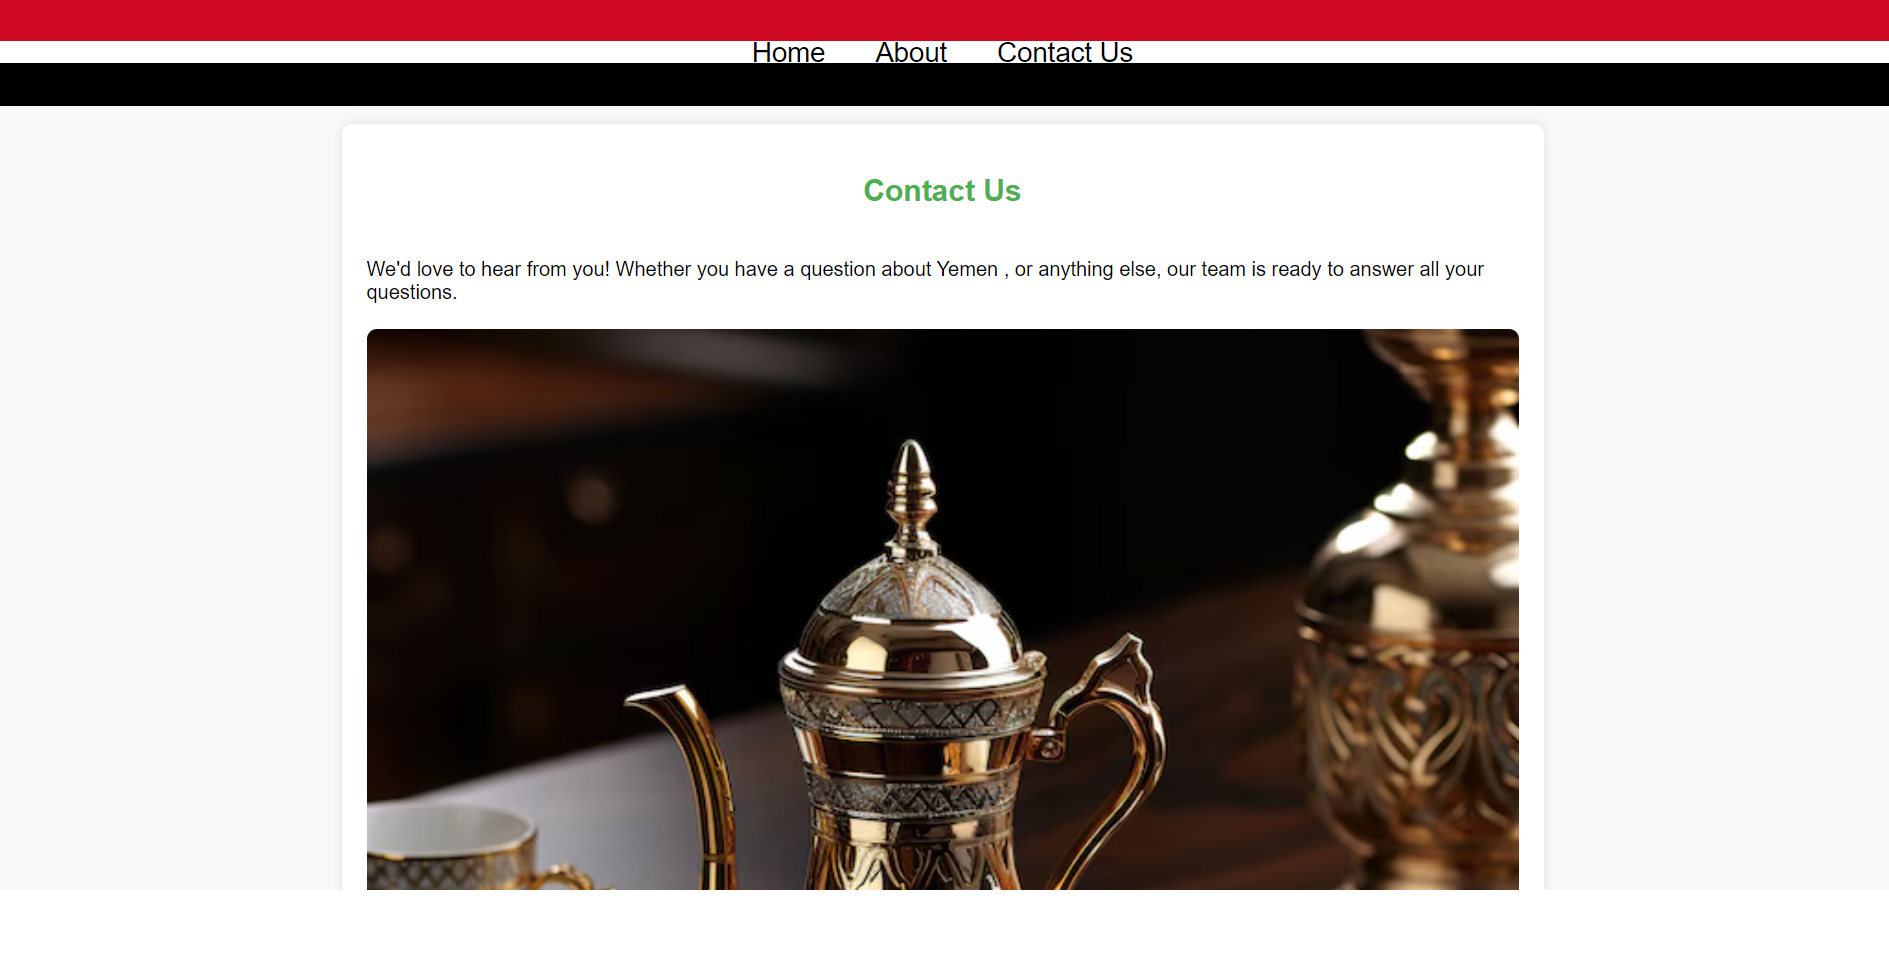 Home About Contact Us
Contact Us
We'd love to hear from you! Whether you have a question about Yemen , or anything else, our team is ready to answer all your
questions.